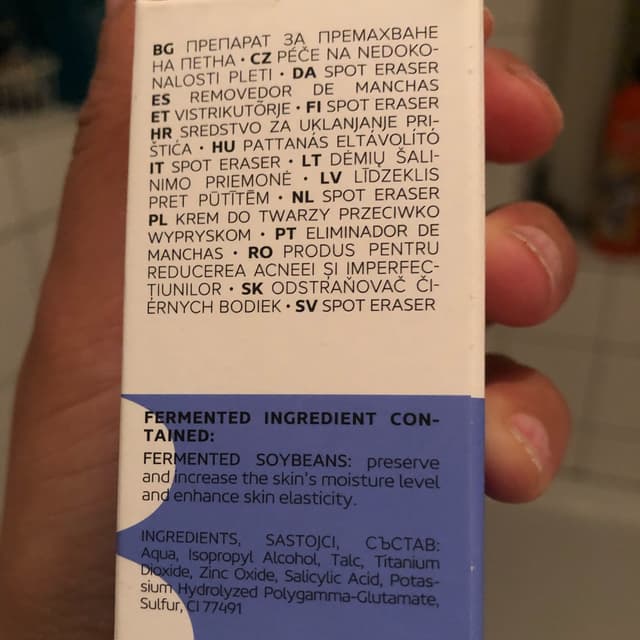 BG ПРЕПАРАТ ЗА ПРЕМАХВАНЕ
НА ПЕТНА · CZ PÉČE NA NEDOKO-
NALOSTI PLETI · DA SPOT ERASER
ES REMOVEDOR DE MANCHAS
ET VISTRIKUTÕRJE · FI SPOT ERASER
HR SREDSTVO ZA UKLANJANJE PRI-
ŠTIĆA · HU PATTANÁS ELTÁVOLÍTÓ
IT SPOT ERASER · LT DĖMIŲ ŠALI-
NIMO PRIEMONĖ · LV LĪDZEKLIS
PRET PŪTĪTĒM · NL SPOT ERASER
PL KREM DO TWARZY PRZECIWKO
WYPRYSKOM · PT ELIMINADOR DE
MANCHAS · RO PRODUS PENTRU
REDUCEREA ACNEEI ȘI IMPERFEC-
ȚIUNILOR · SK ODSTRAŇOVAČ ČI-
ÉRNYCH BODIEK · SV SPOT ERASER
FERMENTED INGREDIENT CON-
TAINED:
FERMENTED SOYBEANS: preserve
and increase the skin's moisture level
and enhance skin elasticity.
INGREDIENTS, SASTOJCI, СЪСТАВ:
Aqua, Isopropyl Alcohol, Talc, Titanium
Dioxide, Zinc Oxide, Salicylic Acid, Potas-
sium Hydrolyzed Polygamma-Glutamate,
Sulfur, CI 77491